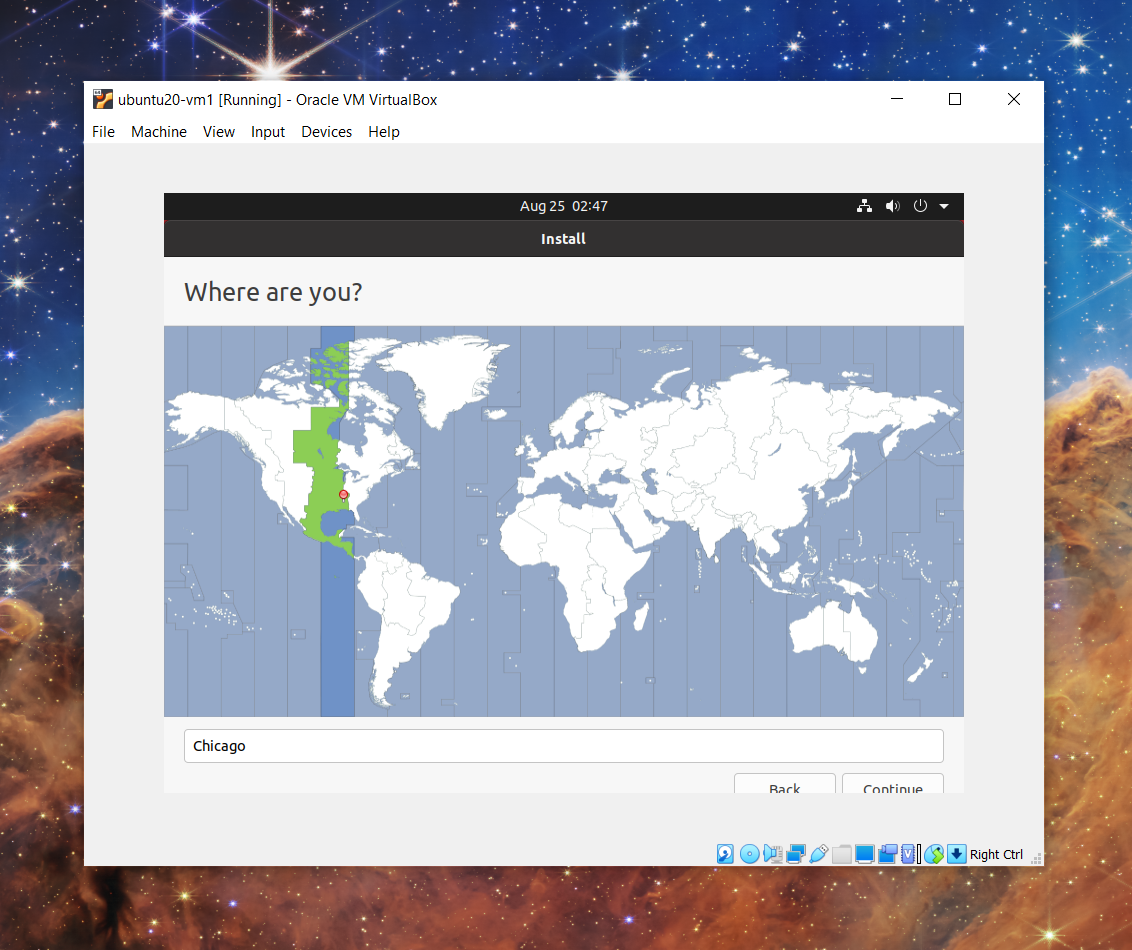 ubuntu20-vm1 [Running] - Oracle VM VirtualBox
File Machine View Input Devices Help
Aug 25 02:47
Install
Where are you?
Chicago
Back Continue
V
Right Ctrl